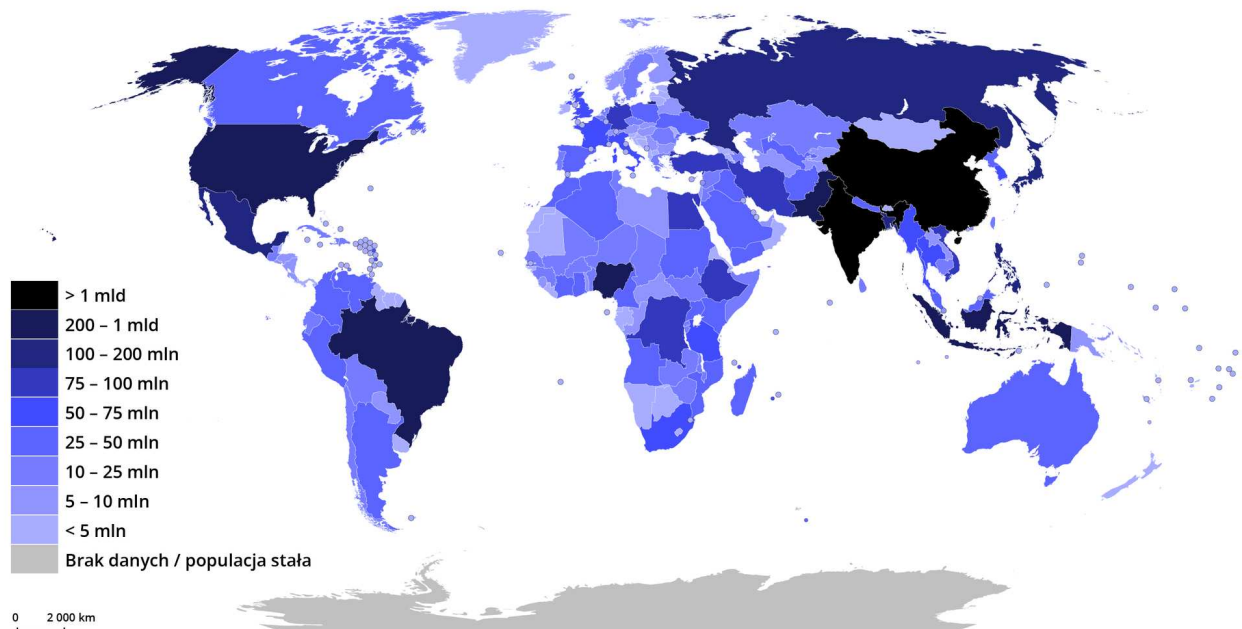 > 1 mld
200 – 1 mld
100 – 200 mln
75 – 100 mln
50 – 75 mln
25 – 50 mln
10 – 25 mln
5 – 10 mln
< 5 mln
Brak danych / populacja stała
0 2 000 km